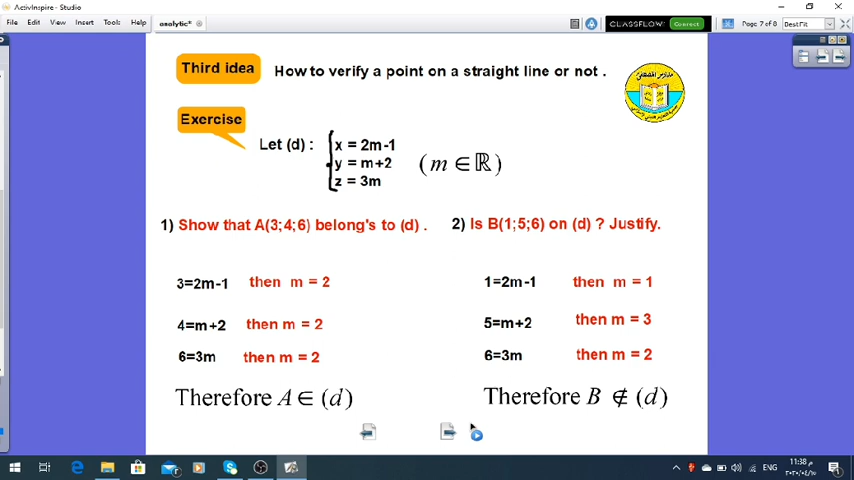 ActivInspire - Studio
File Edit View Insert Tools Help analytic* CLASSFLOW Connect Page 7 of 8 Best Fit
Third idea How to verify a point on a straight line or not .
Exercise
Let (d) : x = 2m-1
y = m+2 (m ∈ ℝ)
z = 3m
1) Show that A(3;4;6) belong's to (d) .
3=2m-1 then m = 2
4=m+2 then m = 2
6=3m then m = 2
Therefore A ∈ (d)
2) Is B(1;5;6) on (d) ? Justify.
1=2m-1 then m = 1
5=m+2 then m = 3
6=3m then m = 2
Therefore B ∉ (d)
ENG 11:38 م